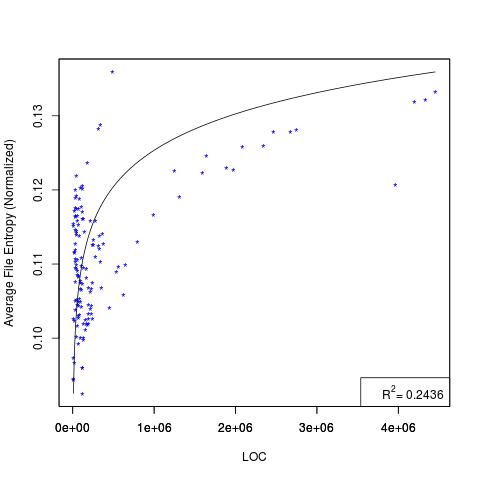 0.13
0.12
0.11
0.10
Average File Entropy (Normalized)
R²= 0.2436
0e+00 1e+06 2e+06 3e+06 4e+06
LOC